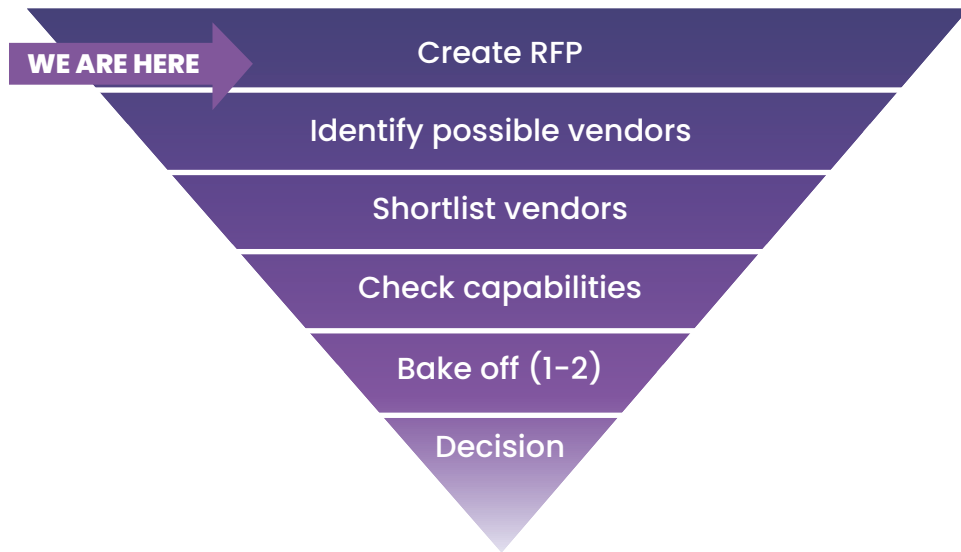 Create RFP
WE ARE HERE
Identify possible vendors
Shortlist vendors
Check capabilities
Bake off (1-2)
Decision